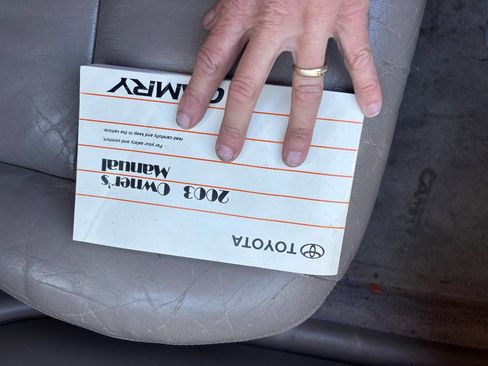 TOYOTA
2003 Owner's
Manual
For your safety and comfort,
read carefully and keep in the vehicle.
CAMRY